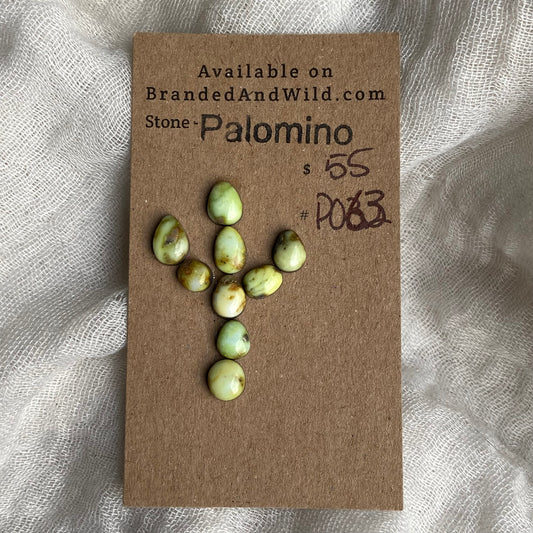 Available on
BrandedAndWild.com
Stone - Palomino
$ 55
#